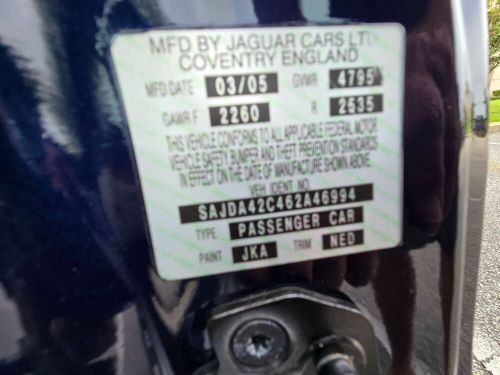 MFD BY JAGUAR CARS LTD
COVENTRY ENGLAND
MFD DATE 03/05 GVWR 4795
GAWR F 2260 R 2535
THIS VEHICLE CONFORMS TO ALL APPLICABLE FEDERAL MOTOR
VEHICLE SAFETY, BUMPER AND THEFT PREVENTION STANDARDS
IN EFFECT ON THE DATE OF MANUFACTURE SHOWN ABOVE.
VEH IDENT NO.
SAJDA42C462A46994
TYPE PASSENGER CAR
PAINT JKA TRIM NED